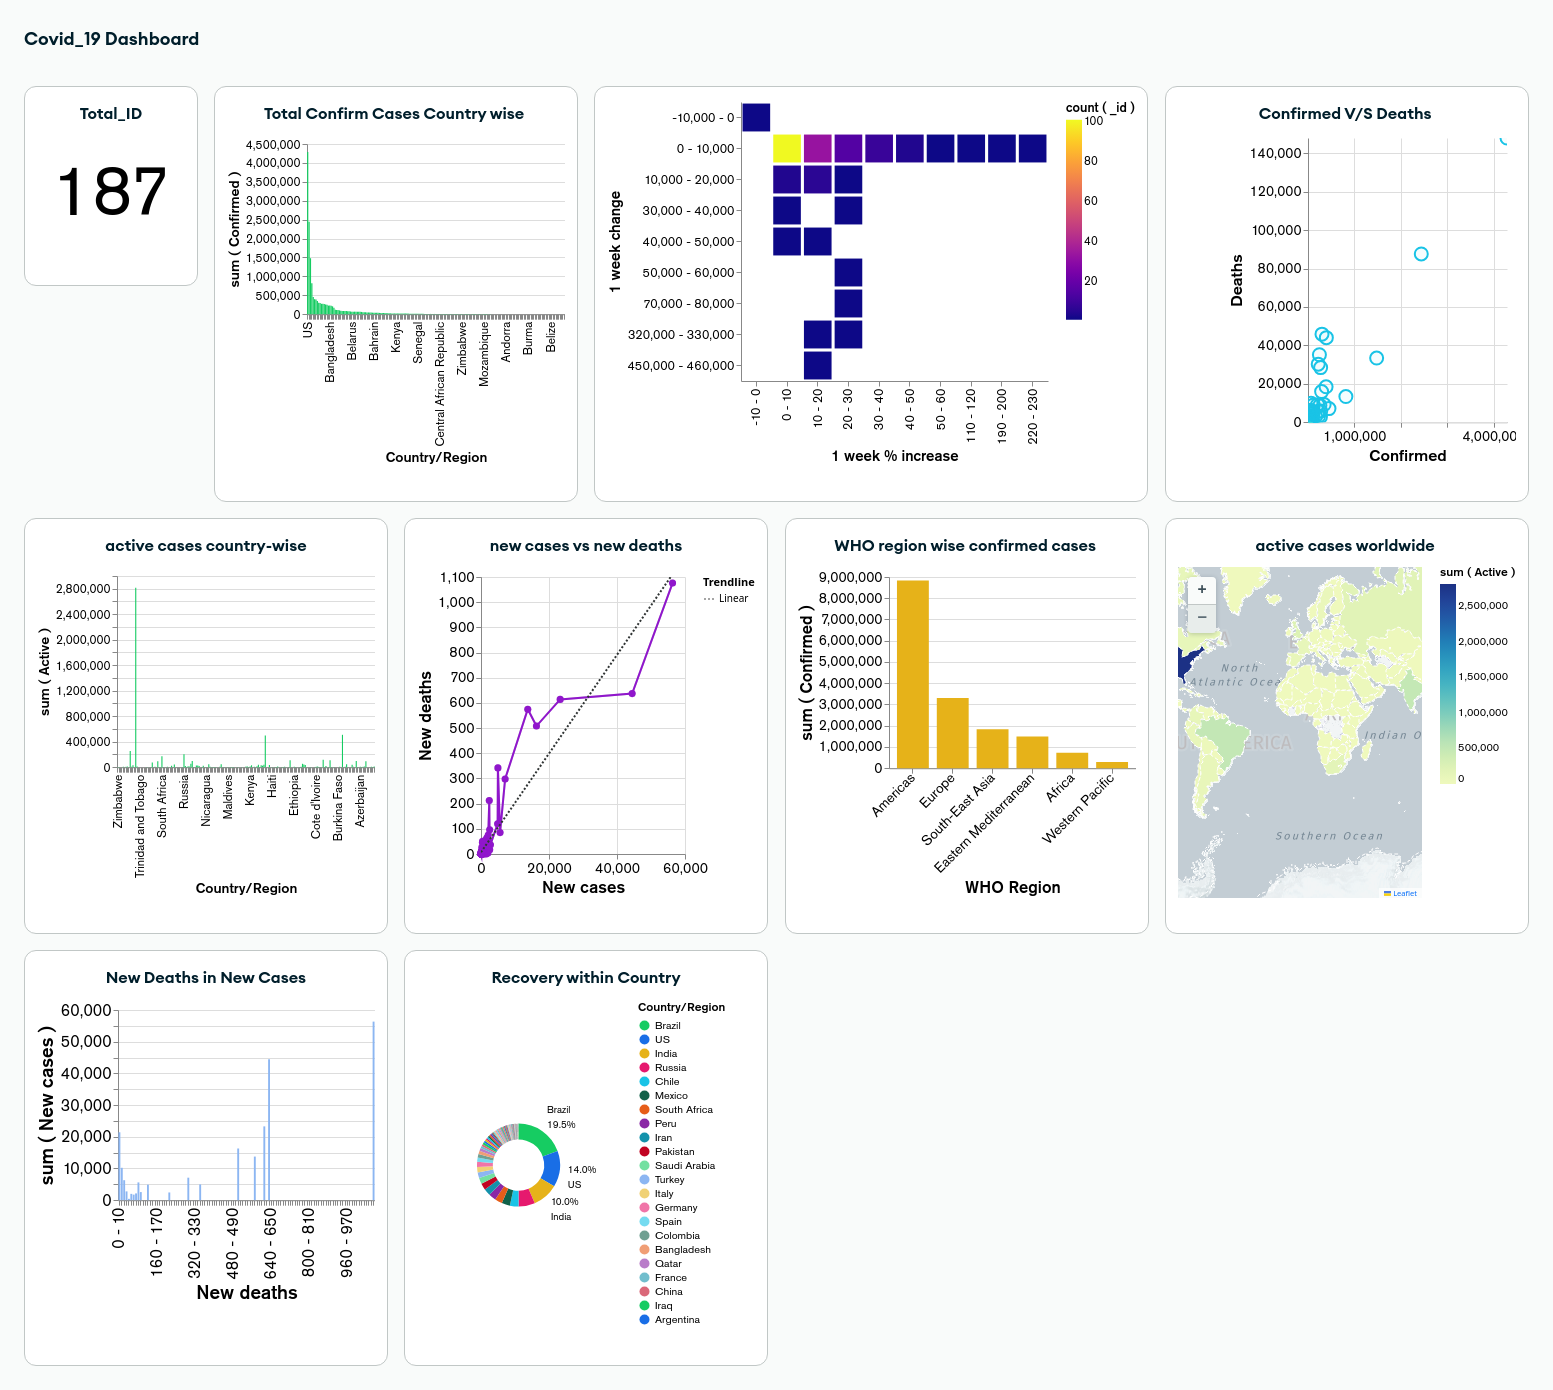 Covid_19 Dashboard
Total_ID
187
Total Confirm Cases Country wise
sum ( Confirmed )
4,500,000
4,000,000
3,500,000
3,000,000
2,500,000
2,000,000
1,500,000
1,000,000
500,000
0
US
Bangladesh
Belarus
Bahrain
Kenya
Senegal
Central African Republic
Zimbabwe
Mozambique
Andorra
Burma
Belize
Country/Region
1 week change
-10,000 - 0
0 - 10,000
10,000 - 20,000
30,000 - 40,000
40,000 - 50,000
50,000 - 60,000
70,000 - 80,000
320,000 - 330,000
450,000 - 460,000
-10 - 0
0 - 10
10 - 20
20 - 30
30 - 40
40 - 50
50 - 60
110 - 120
190 - 200
220 - 230
1 week % increase
count ( _id )
100
80
60
40
20
Confirmed V/S Deaths
Deaths
140,000
120,000
100,000
80,000
60,000
40,000
20,000
0
1,000,000
4,000,00
Confirmed
active cases country-wise
sum ( Active )
2,800,000
2,400,000
2,000,000
1,600,000
1,200,000
800,000
400,000
0
Zimbabwe
Trinidad and Tobago
South Africa
Russia
Nicaragua
Maldives
Kenya
Haiti
Ethiopia
Cote d'Ivoire
Burkina Faso
Azerbaijan
Country/Region
new cases vs new deaths
New deaths
1,100
1,000
900
800
700
600
500
400
300
200
100
0
0
20,000
40,000
60,000
New cases
Trendline
Linear
WHO region wise confirmed cases
sum ( Confirmed )
9,000,000
8,000,000
7,000,000
6,000,000
5,000,000
4,000,000
3,000,000
2,000,000
1,000,000
0
Americas
Europe
South-East Asia
Eastern Mediterranean
Africa
Western Pacific
WHO Region
active cases worldwide
+
−
North
Atlantic Ocea
ERICA
Indian O
Southern Ocean
Leaflet
sum ( Active )
2,500,000
2,000,000
1,500,000
1,000,000
500,000
0
New Deaths in New Cases
sum ( New cases )
60,000
50,000
40,000
30,000
20,000
10,000
0
0 - 10
160 - 170
320 - 330
480 - 490
640 - 650
800 - 810
960 - 970
New deaths
Recovery within Country
Brazil
19.5%
14.0%
US
10.0%
India
Country/Region
Brazil
US
India
Russia
Chile
Mexico
South Africa
Peru
Iran
Pakistan
Saudi Arabia
Turkey
Italy
Germany
Spain
Colombia
Bangladesh
Qatar
France
China
Iraq
Argentina